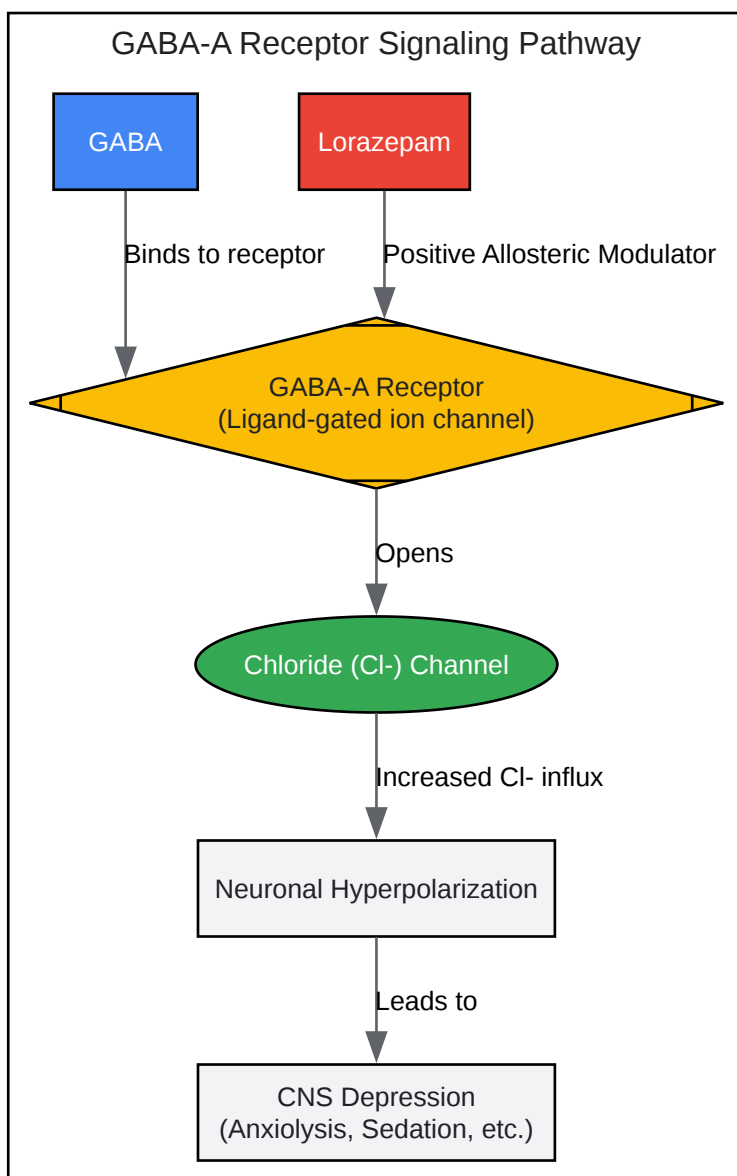 GABA-A Receptor Signaling Pathway
GABA
Lorazepam
Binds to receptor
Positive Allosteric Modulator
GABA-A Receptor
(Ligand-gated ion channel)
Opens
Chloride (Cl-) Channel
Increased Cl- influx
Neuronal Hyperpolarization
Leads to
CNS Depression
(Anxiolysis, Sedation, etc.)